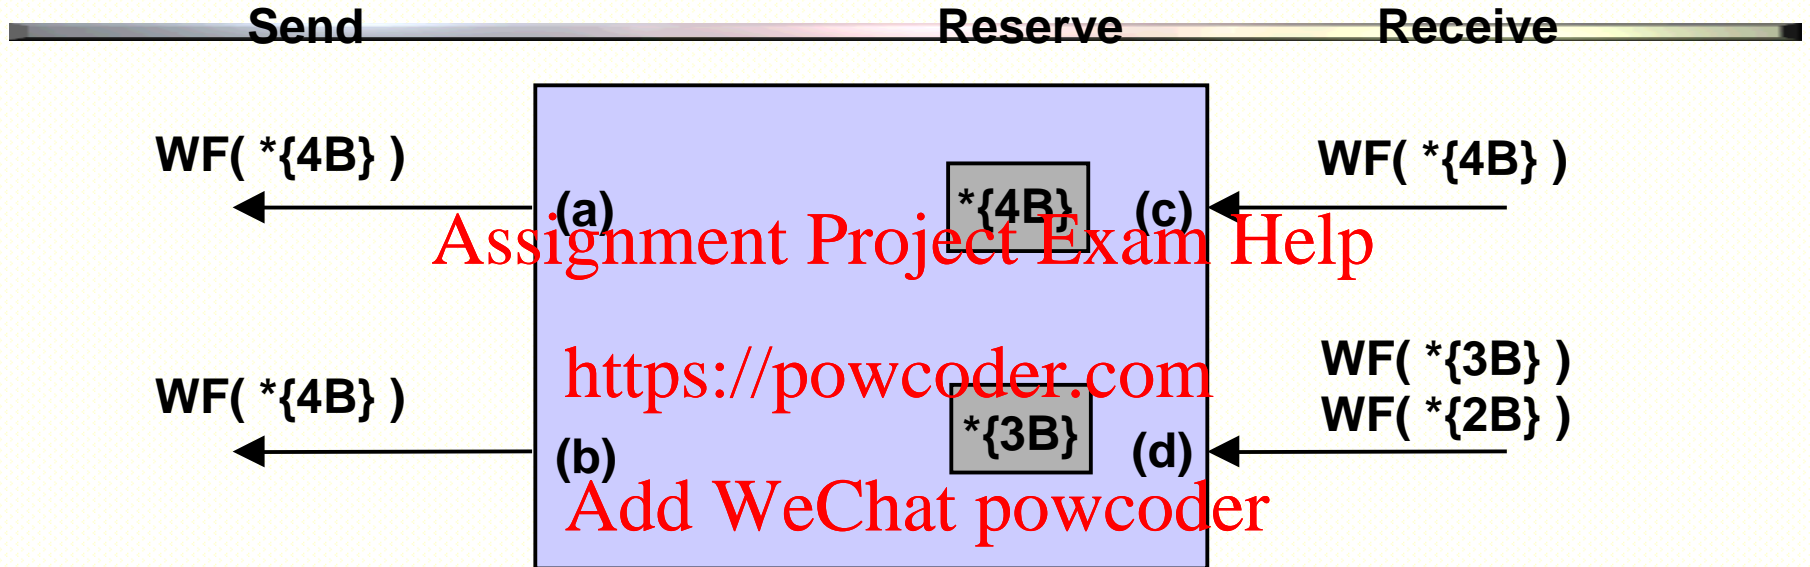 Send Reserve Receive
WF( *{4B} ) WF( *{4B} )
(a) *{4B} (c)
Assignment Project Exam Help
WF( *{3B} )
https://powcoder.com
WF( *{4B} ) WF( *{2B} )
(b) *{3B} (d)
Add WeChat powcoder